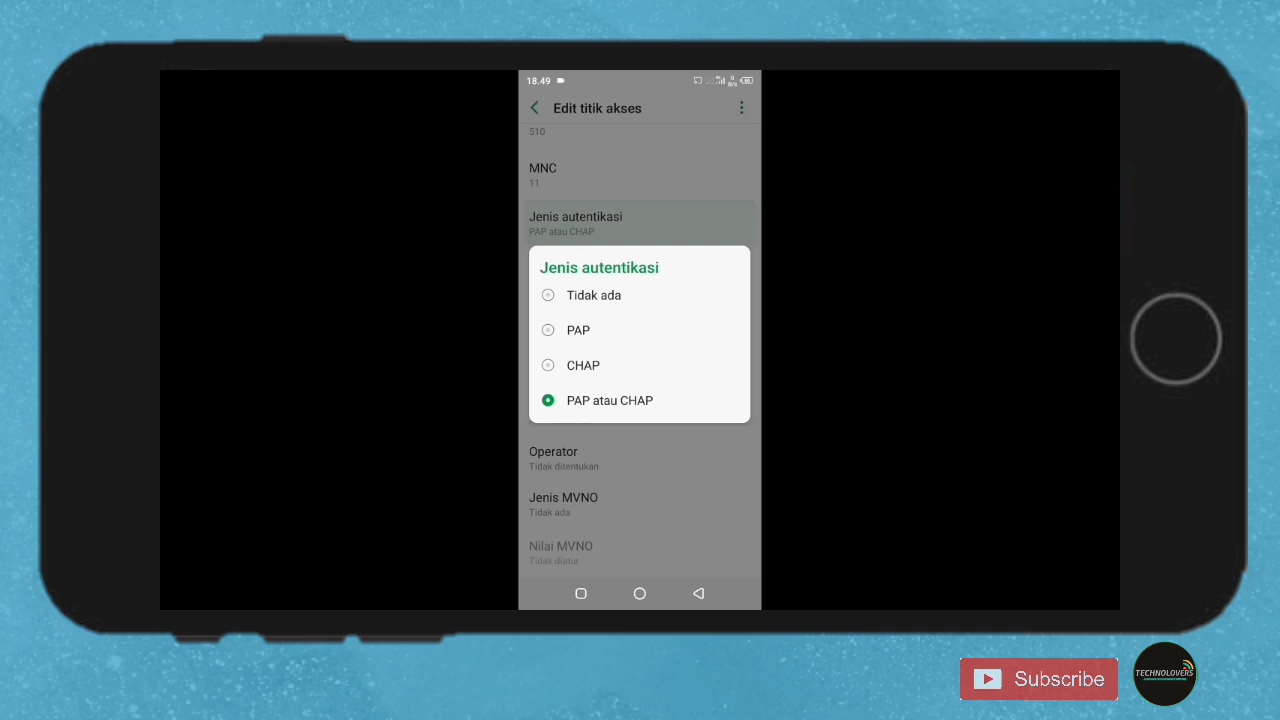 18.49
Edit titik akses
510
MNC
11
Jenis autentikasi
PAP atau CHAP
Jenis autentikasi
Tidak ada
PAP
CHAP
PAP atau CHAP
Operator
Tidak ditentukan
Jenis MVNO
Tidak ada
Nilai MVNO
Tidak diatur
Subscribe
TECHNOLOVERS